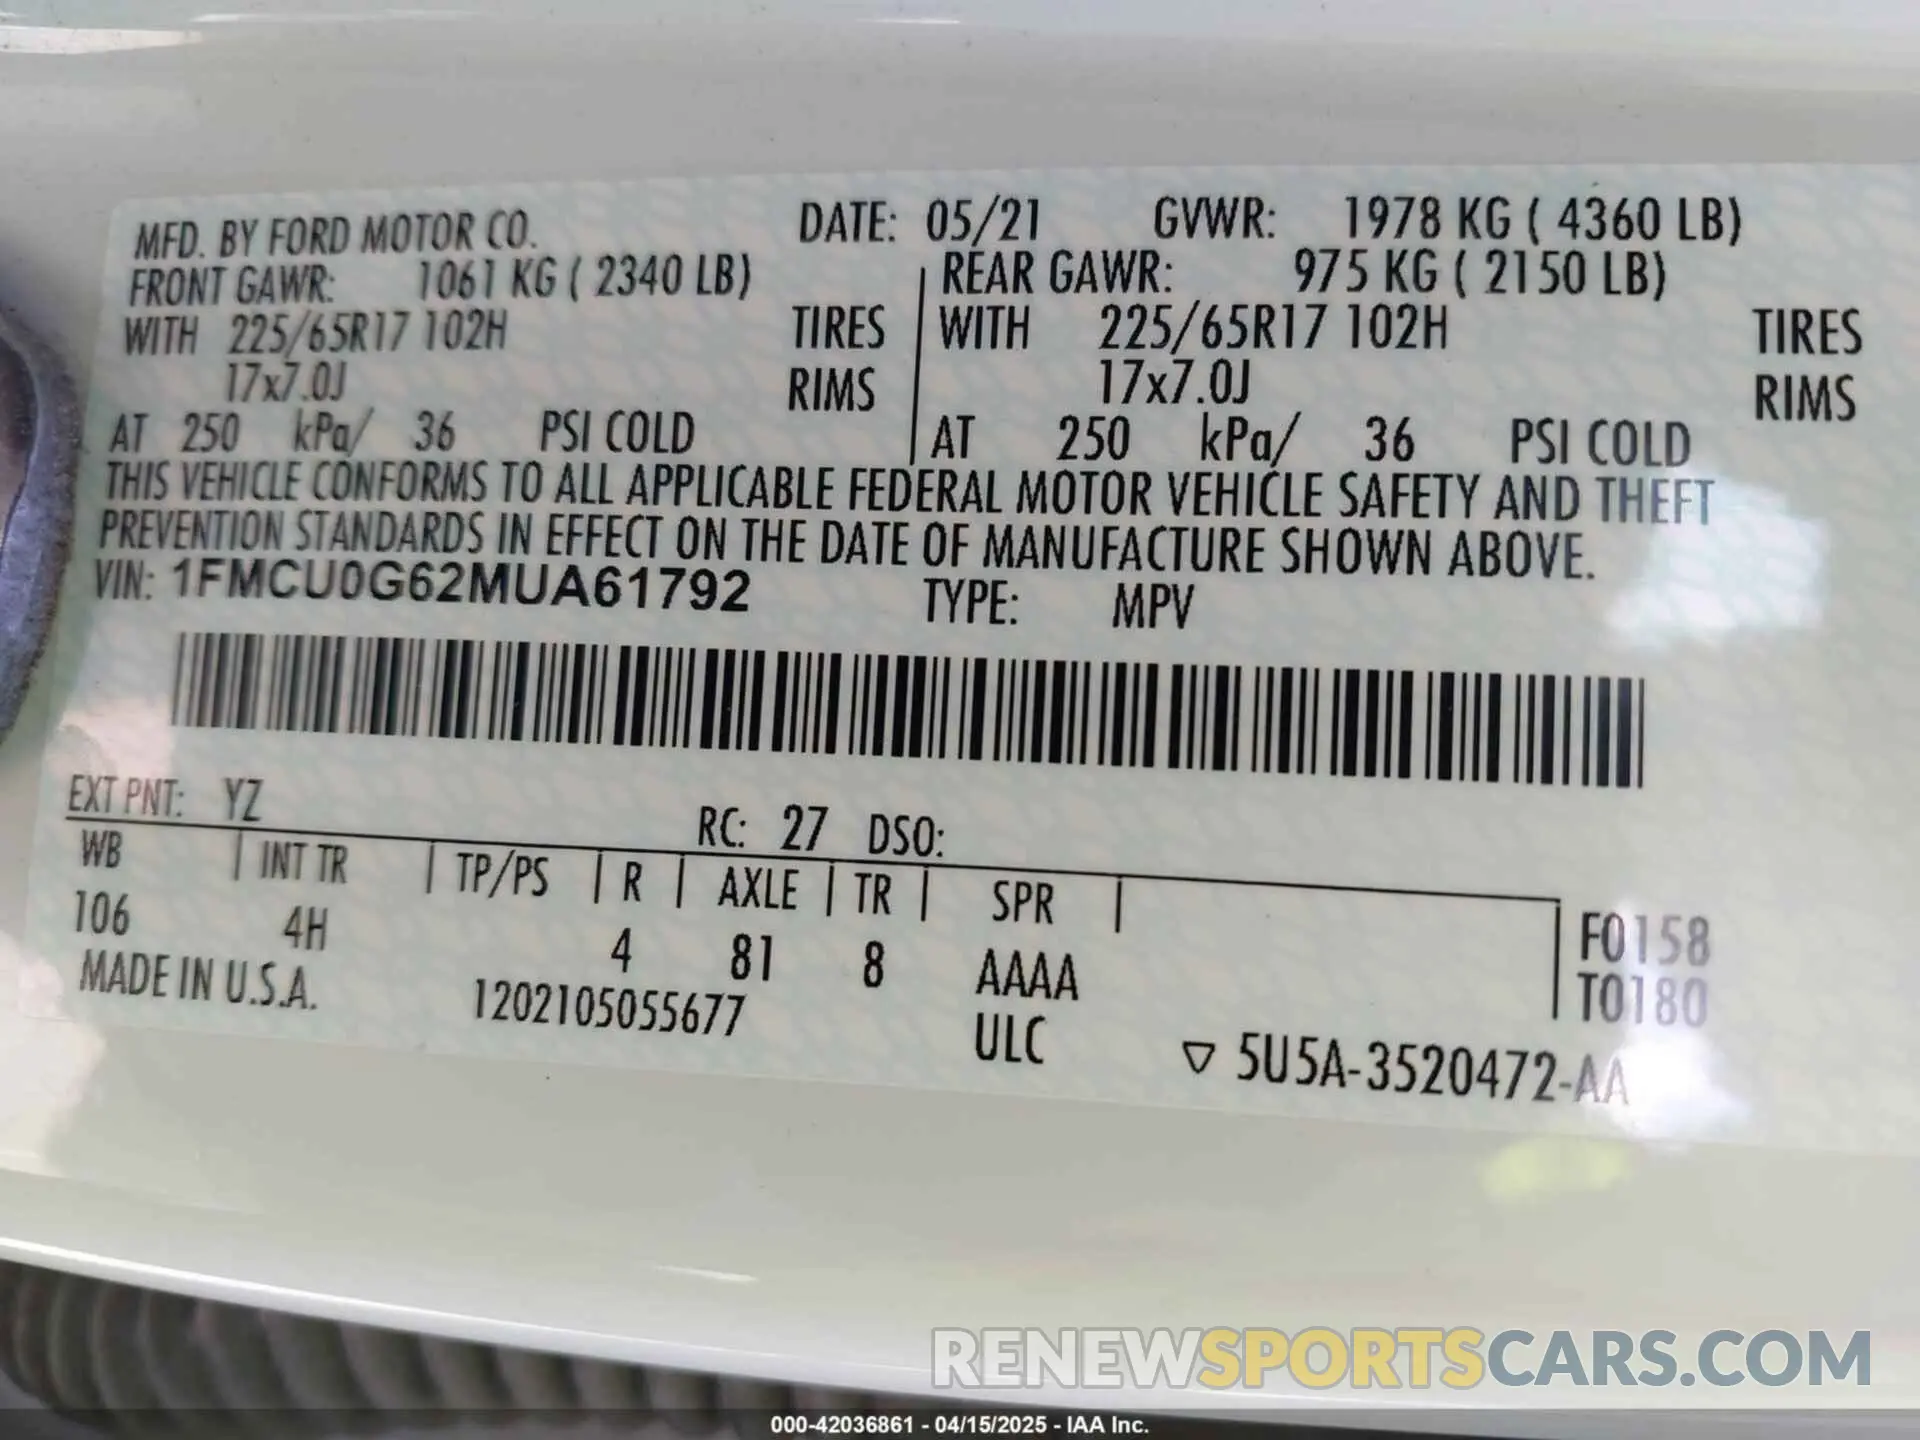 MFD. BY FORD MOTOR CO. DATE: 05/21 GVWR: 1978 KG ( 4360 LB)
FRONT GAWR: 1061 KG ( 2340 LB) REAR GAWR: 975 KG ( 2150 LB)
WITH 225/65R17 102H TIRES WITH 225/65R17 102H TIRES
17x7.0J RIMS 17x7.0J RIMS
AT 250 kPa/ 36 PSI COLD AT 250 kPa/ 36 PSI COLD
THIS VEHICLE CONFORMS TO ALL APPLICABLE FEDERAL MOTOR VEHICLE SAFETY AND THEFT
PREVENTION STANDARDS IN EFFECT ON THE DATE OF MANUFACTURE SHOWN ABOVE.
VIN: 1FMCU0G62MUA61792 TYPE: MPV
EXT PNT: YZ RC: 27 DSO:
WB INT TR TP/PS R AXLE TR SPR
106 4H 4 81 8 AAAA
F0158
T0180
MADE IN U.S.A. 1202105055677 ULC
▽ 5U5A-3520472-AA
RENEWSPORTSCARS.COM
000-42036861 - 04/15/2025 - IAA Inc.